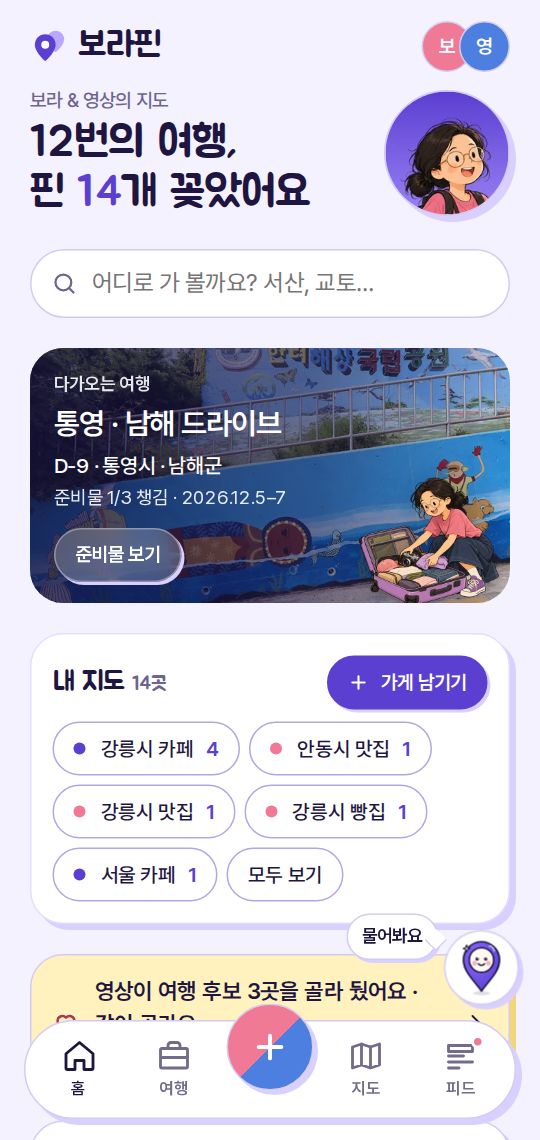 보라핀
보 영
보라 & 영상의 지도
12번의 여행,
핀 14개 꽂았어요
어디로 가 볼까요? 서산, 교토...
다가오는 여행
통영 · 남해 드라이브
D-9 · 통영시 · 남해군
준비물 1/3 챙김 · 2026.12.5–7
준비물 보기
내 지도 14곳
+ 가게 남기기
강릉시 카페 4
안동시 맛집 1
강릉시 맛집 1
강릉시 빵집 1
서울 카페 1
모두 보기
물어봐요
영상이 여행 후보 3곳을 골라 뒀어요 ·
홈
여행
지도
피드